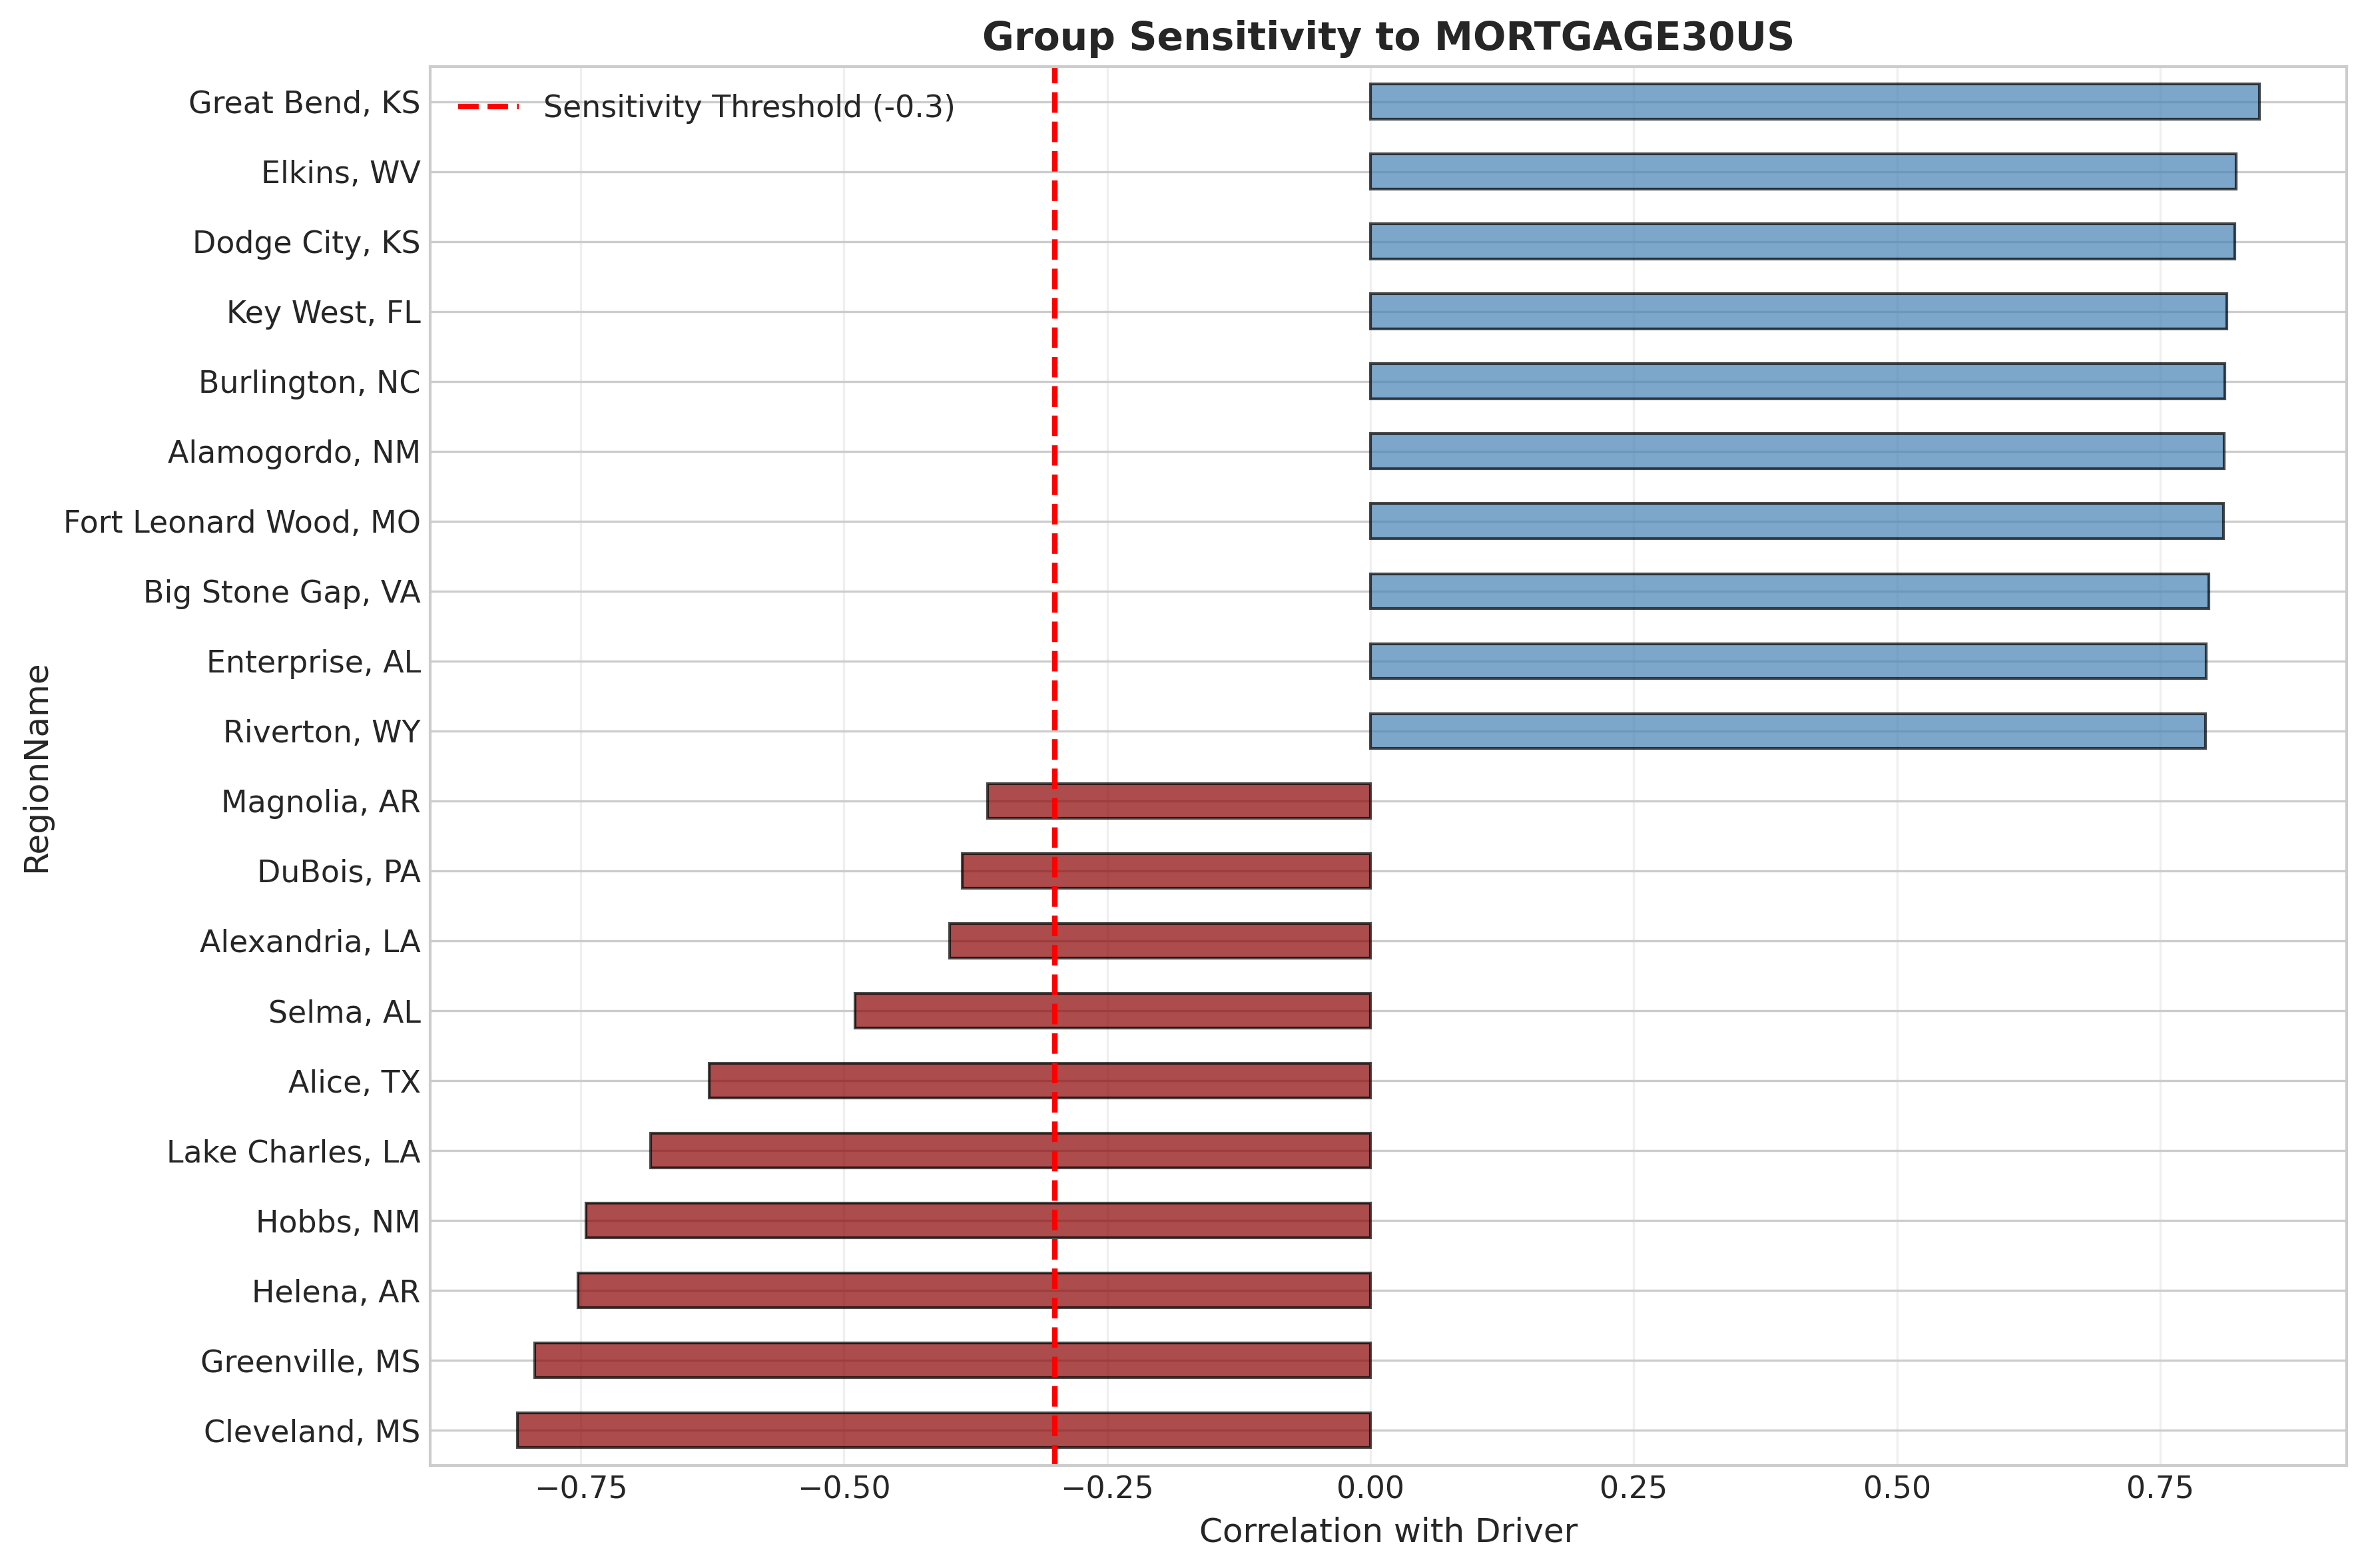 Group Sensitivity to MORTGAGE30US
Sensitivity Threshold (-0.3)
RegionName
Great Bend, KS
Elkins, WV
Dodge City, KS
Key West, FL
Burlington, NC
Alamogordo, NM
Fort Leonard Wood, MO
Big Stone Gap, VA
Enterprise, AL
Riverton, WY
Magnolia, AR
DuBois, PA
Alexandria, LA
Selma, AL
Alice, TX
Lake Charles, LA
Hobbs, NM
Helena, AR
Greenville, MS
Cleveland, MS
−0.75 −0.50 −0.25 0.00 0.25 0.50 0.75
Correlation with Driver